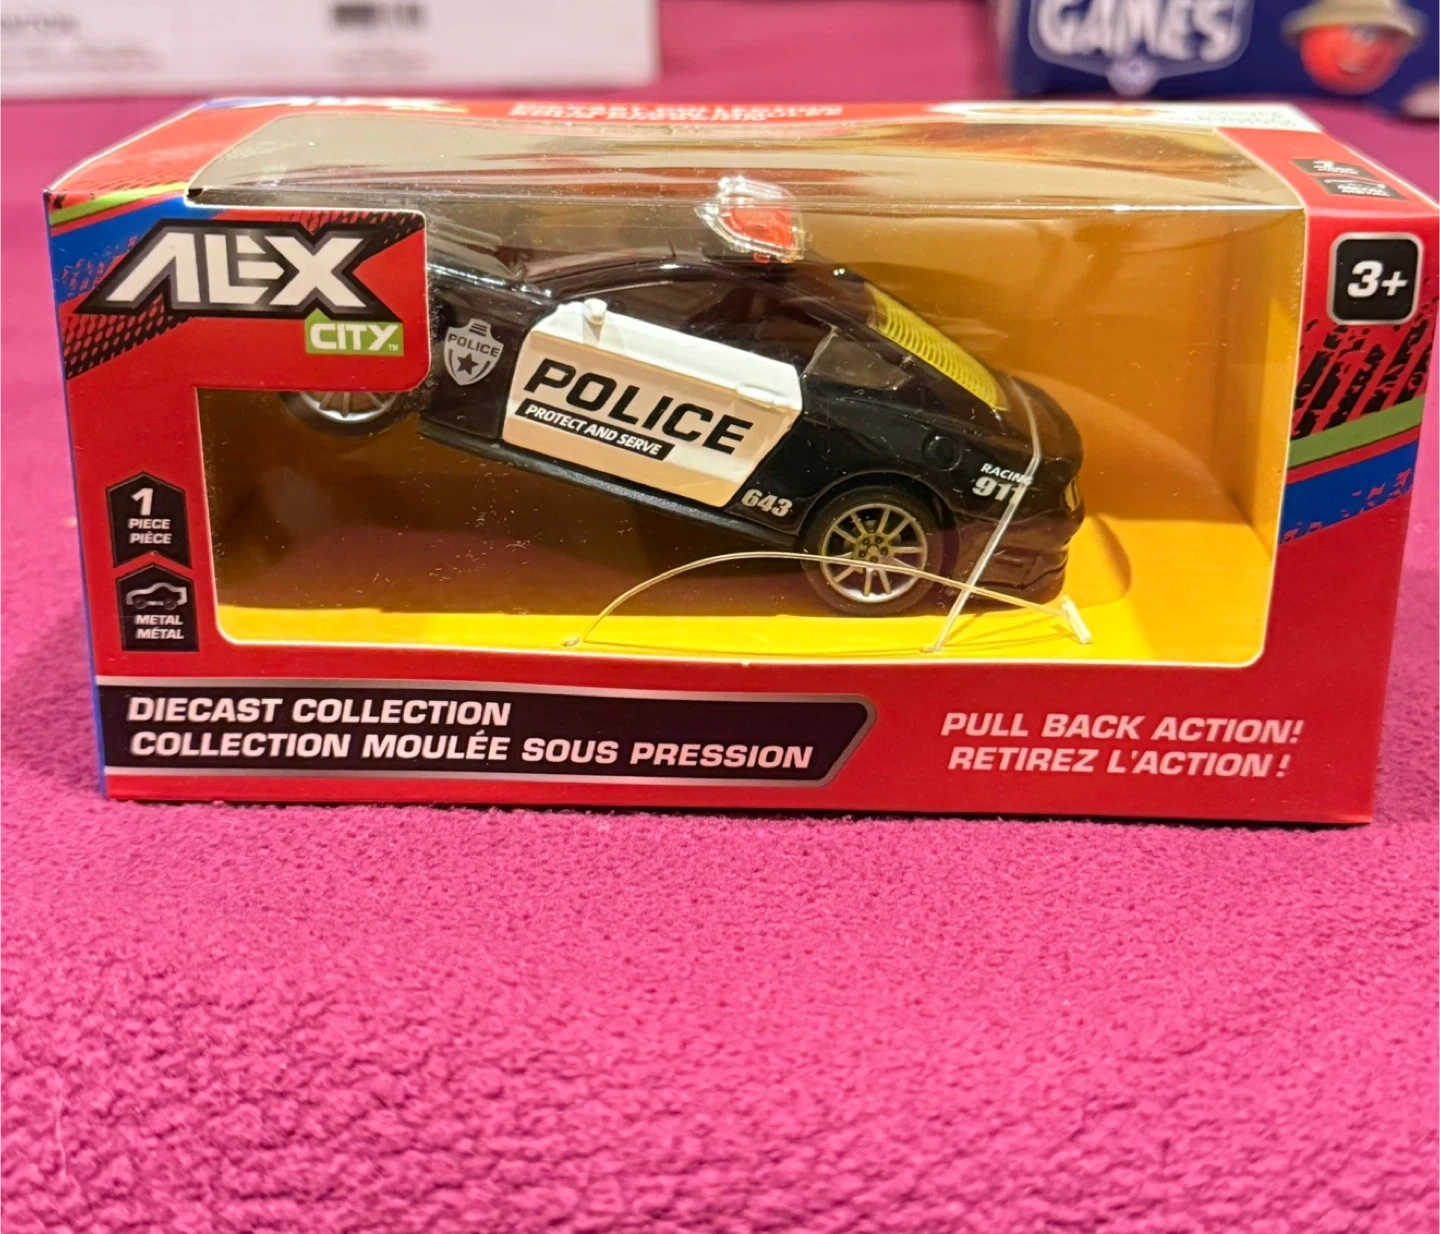 GAMES
ALEX
CITY™
3+
POLICE
POLICE
PROTECT AND SERVE
643
RACING
911
1
PIECE
PIÈCE
METAL
MÉTAL
DIECAST COLLECTION
COLLECTION MOULÉE SOUS PRESSION
PULL BACK ACTION!
RETIREZ L'ACTION !